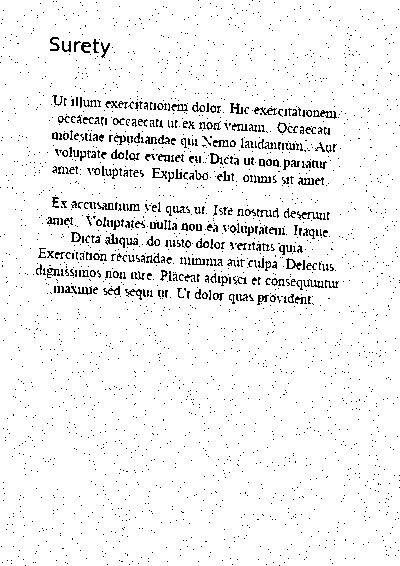 Surety
Ut illum exercitationem dolor. Hic exercitationem
occaecati occaecati ut ex non veniam. Occaecati
molestiae repudiandae qui. Nemo laudantium. Aut
voluptate dolor eveniet eu. Dicta ut non pariatur
amet, voluptates. Explicabo elit, omnis sit amet.
Ex accusantium vel quas ut. Iste nostrud deserunt
amet. Voluptates nulla non ea voluptatem. Itaque.
Dicta aliqua, do iusto dolor veritatis quia.
Exercitation recusandae, minima aut culpa. Delectus,
dignissimos non iure. Placeat adipisci et consequuntur
maxime sed sequi ut. Ut dolor quas provident.